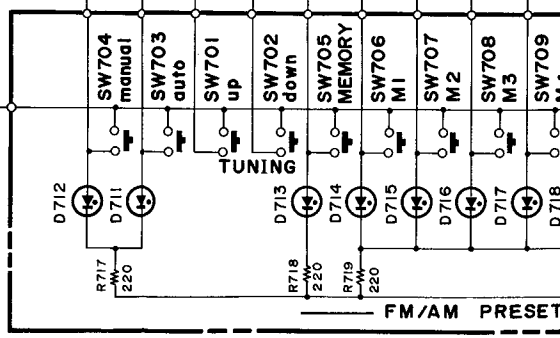 SW704
manual
SW703
auto
SW701
up
SW702
down
SW705
MEMORY
SW706
M1
SW707
M2
SW708
M3
SW709
TUNING
D712
D711
D713
D714
D715
D716
D717
D718
R717
220
R718
220
R719
220
FM/AM PRESET